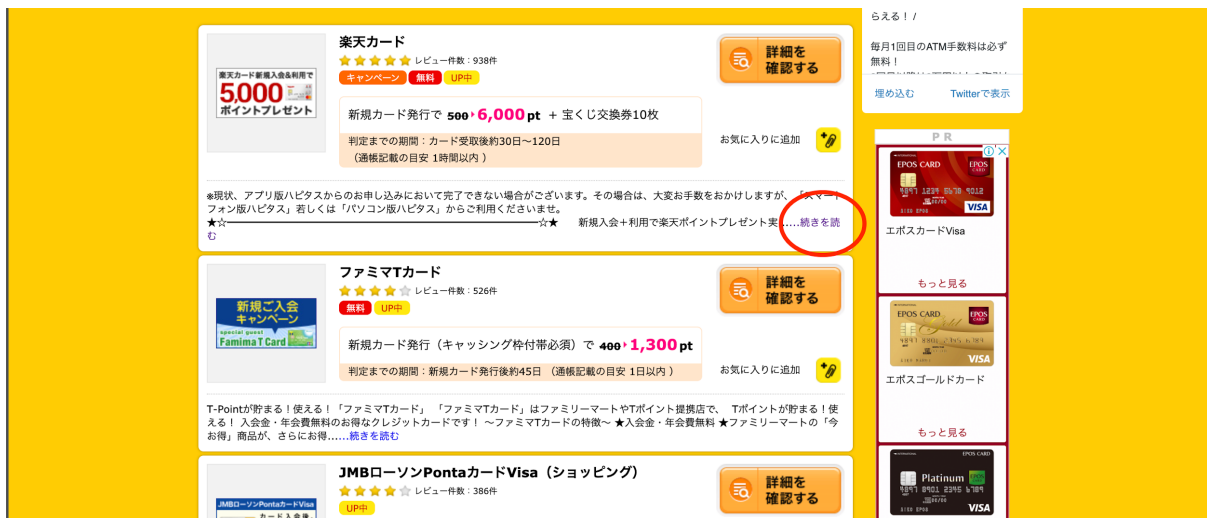 楽天カード
レビュー件数：938件
キャンペーン 無料 UP中
楽天カード新規入会&利用で
5,000
ポイントプレゼント
詳細を
確認する
新規カード発行で 500 6,000pt + 宝くじ交換券10枚
判定までの期間：カード受取後約30日～120日
（通帳記載の目安 1時間以内 ）
お気に入りに追加
※現状、アプリ版ハピタスからのお申し込みにおいて完了できない場合がございます。その場合は、大変お手数をおかけしますが、「スマートフォン版ハピタス」若しくは「パソコン版ハピタス」からご利用くださいませ。
★☆━━━━━━━━━━━━━━━━━━━━☆★ 新規入会＋利用で楽天ポイントプレゼント実......続きを読む
ファミマTカード
レビュー件数：526件
無料 UP中
新規ご入会
キャンペーン
special guest
Famima T Card
詳細を
確認する
新規カード発行（キャッシング枠付帯必須）で 400 1,300pt
判定までの期間：新規カード発行後約45日 （通帳記載の目安 1日以内 ）
お気に入りに追加
T-Pointが貯まる！使える！「ファミマTカード」 「ファミマTカード」はファミリーマートやTポイント提携店で、 Tポイントが貯まる！使
える！ 入会金・年会費無料のお得なクレジットカードです！ ～ファミマTカードの特徴～ ★入会金・年会費無料 ★ファミリーマートの「今
お得」商品が、さらにお得......続きを読む
JMBローソンPontaカードVisa（ショッピング）
レビュー件数：386件
UP中
JMBローソンPontaカードVisa
カード入会後、
詳細を
確認する
らえる！ /
毎月1回目のATM手数料は必ず
無料！
埋め込む Twitterで表示
PR
EPOS CARD
EPOS CARD
4897 1234 5678 9012
VISA
エポスカードVisa
もっと見る
EPOS CARD
EPOS CARD
Gold
VISA
エポスゴールドカード
もっと見る
EPOS CARD
Platinum
4897 8901 2345 6789
VISA